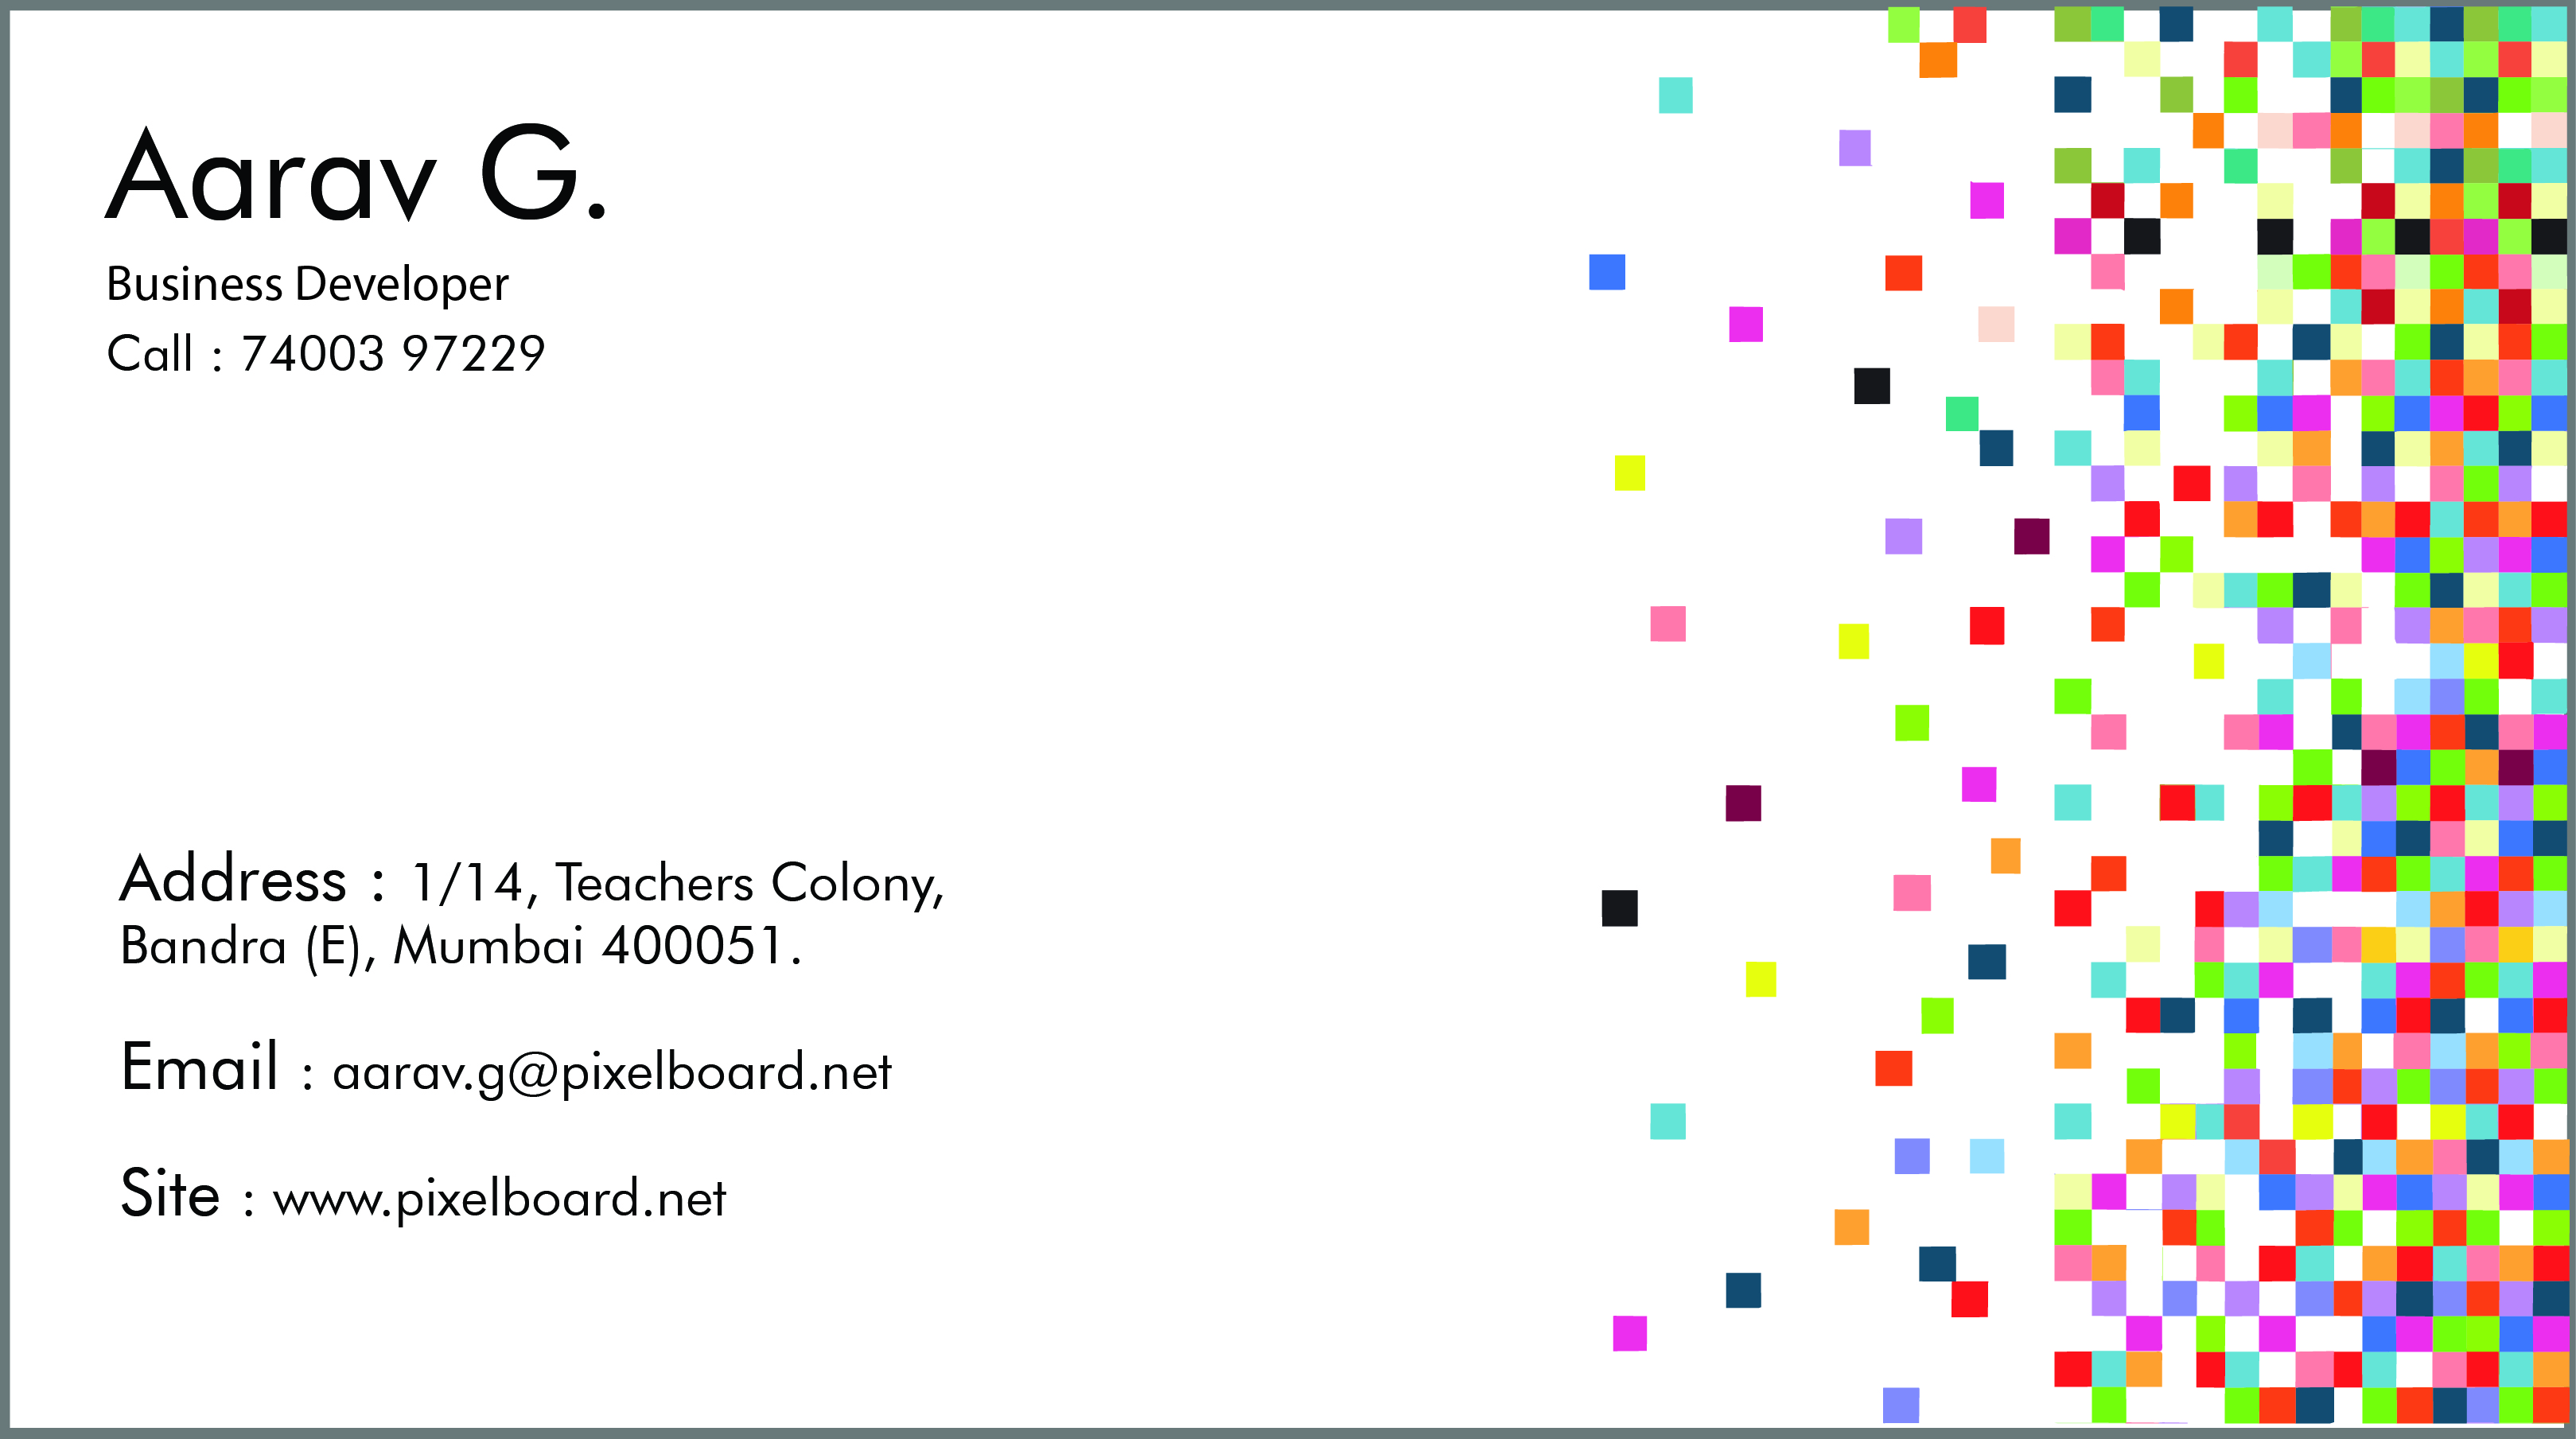 Aarav G.
Business Developer
Call : 74003 97229
Address : 1/14, Teachers Colony,
Bandra (E), Mumbai 400051.
Email : aarav.g@pixelboard.net
Site : www.pixelboard.net